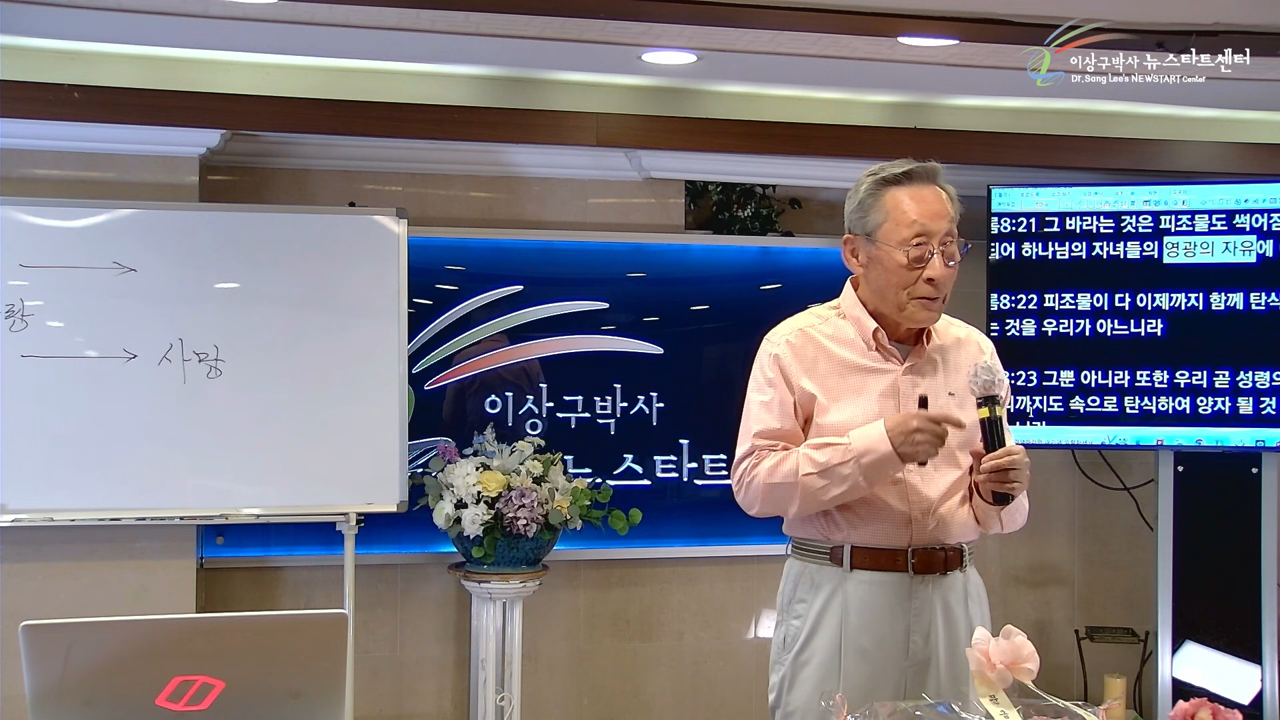 이상구박사 뉴스타트센터
Dr. Sang Lee's NEWSTART Center
사망
이상구박사
뉴스타트
8:21 그 바라는 것은 피조물도 썩어짐
되어 하나님의 자녀들의 영광의 자유에
8:22 피조물이 다 이제까지 함께 탄식
는 것을 우리가 아느니라
8:23 그뿐 아니라 또한 우리 곧 성령의
까지도 속으로 탄식하여 양자 될 것